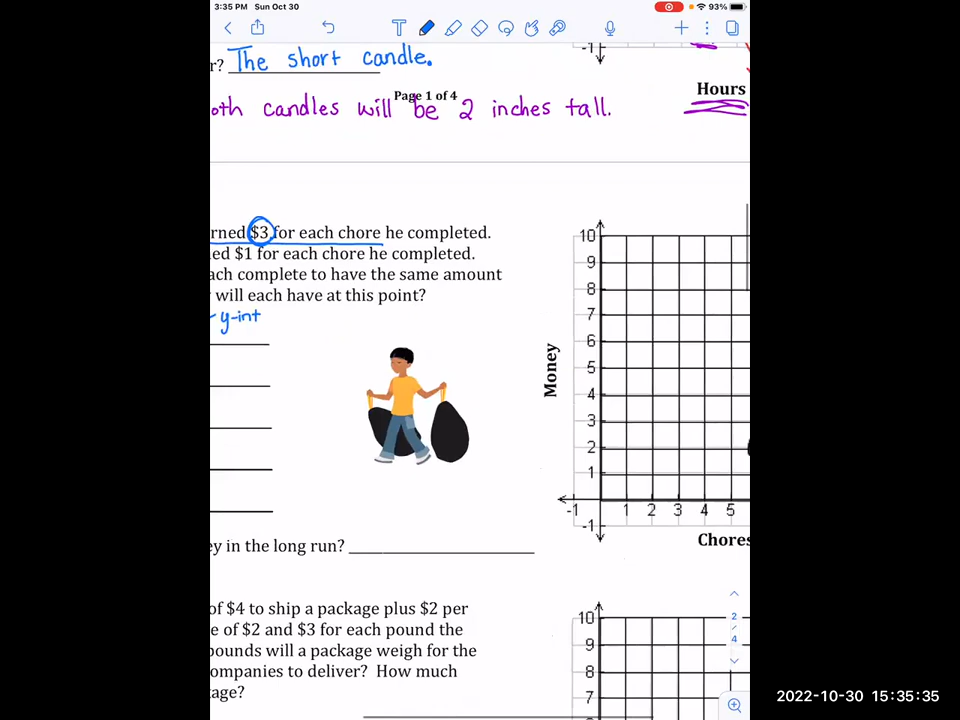 3:35 PM Sun Oct 30
93%
T
r? The short candle.
-1
Hours
Page 1 of 4
oth candles will be 2 inches tall.
rned $3 for each chore he completed.
ed $1 for each chore he completed.
ach complete to have the same amount
will each have at this point?
y-int
10
9
8
7
6
5
4
3
2
1
Money
-1 1 2 3 4 5
-1
Chores
ey in the long run?
of $4 to ship a package plus $2 per
e of $2 and $3 for each pound the
pounds will a package weigh for the
ompanies to deliver? How much
tage?
10
9
8
7
2
4
2022-10-30 15:35:35